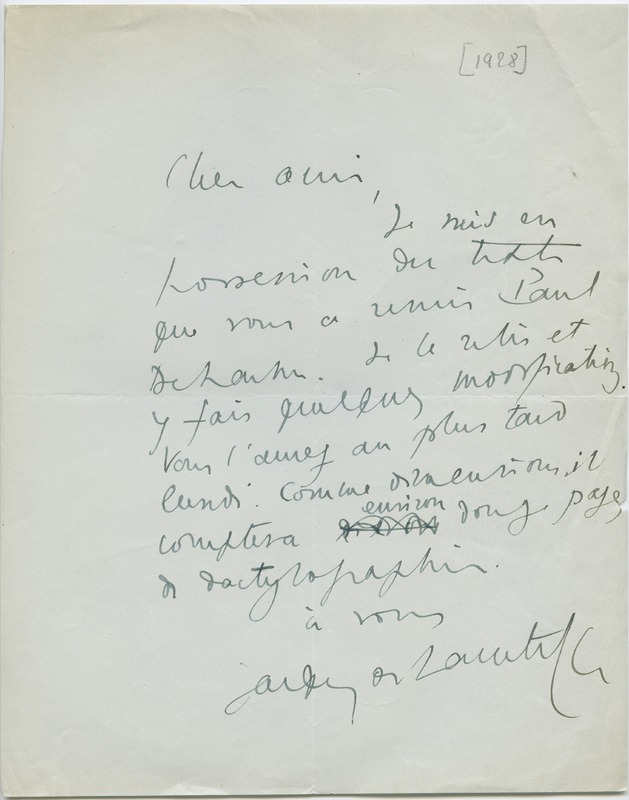 [1928]
Cher ami,
Je suis en
possession du texte
que vous a remis Paul
Desharthe. Je le relis et
y fais quelques modifications.
Vous l'aurez au plus tard
lundi. Comme dimensions, il
comptera environ douze pages
de dactylographie.
à vous
Jacques de Lacretelle